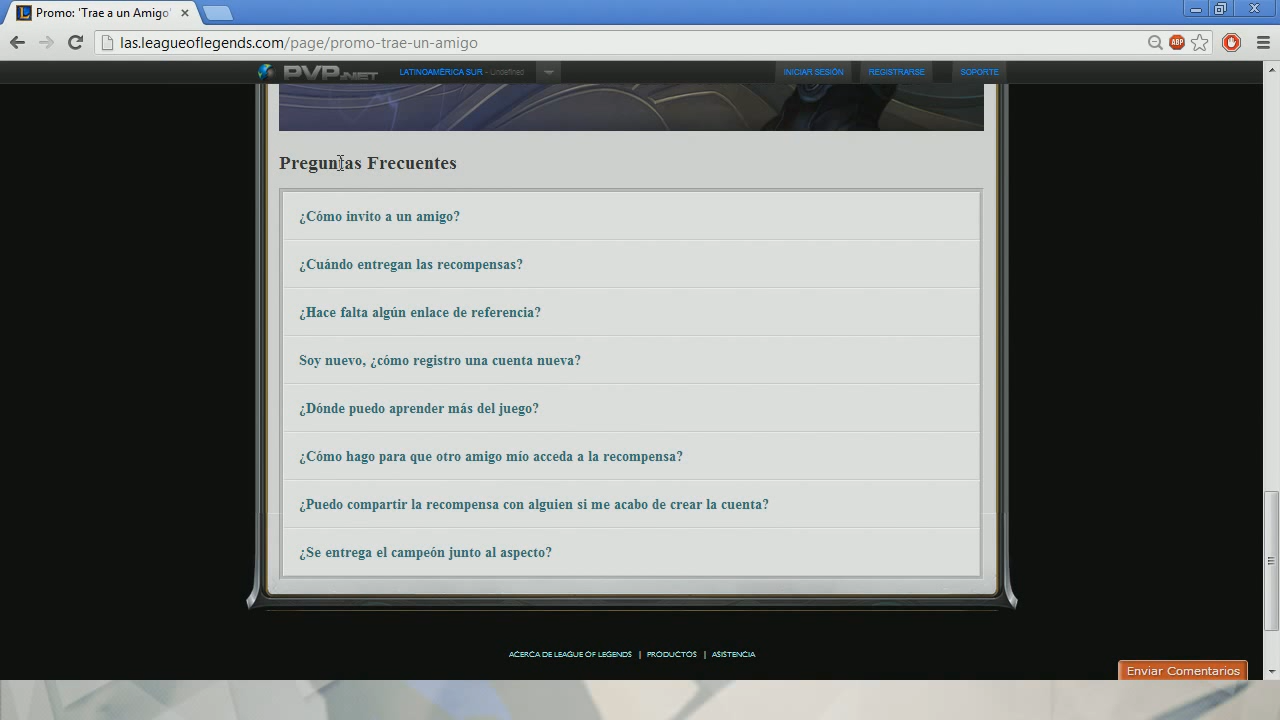 Promo: 'Trae a un Amigo'
las.leagueoflegends.com/page/promo-trae-un-amigo
ABP
PVP.NET
LATINOAMÉRICA SUR - Undefined
INICIAR SESIÓN
REGISTRARSE
SOPORTE
Preguntas Frecuentes
¿Cómo invito a un amigo?
¿Cuándo entregan las recompensas?
¿Hace falta algún enlace de referencia?
Soy nuevo, ¿cómo registro una cuenta nueva?
¿Dónde puedo aprender más del juego?
¿Cómo hago para que otro amigo mío acceda a la recompensa?
¿Puedo compartir la recompensa con alguien si me acabo de crear la cuenta?
¿Se entrega el campeón junto al aspecto?
ACERCA DE LEAGUE OF LEGENDS | PRODUCTOS | ASISTENCIA
Enviar Comentarios